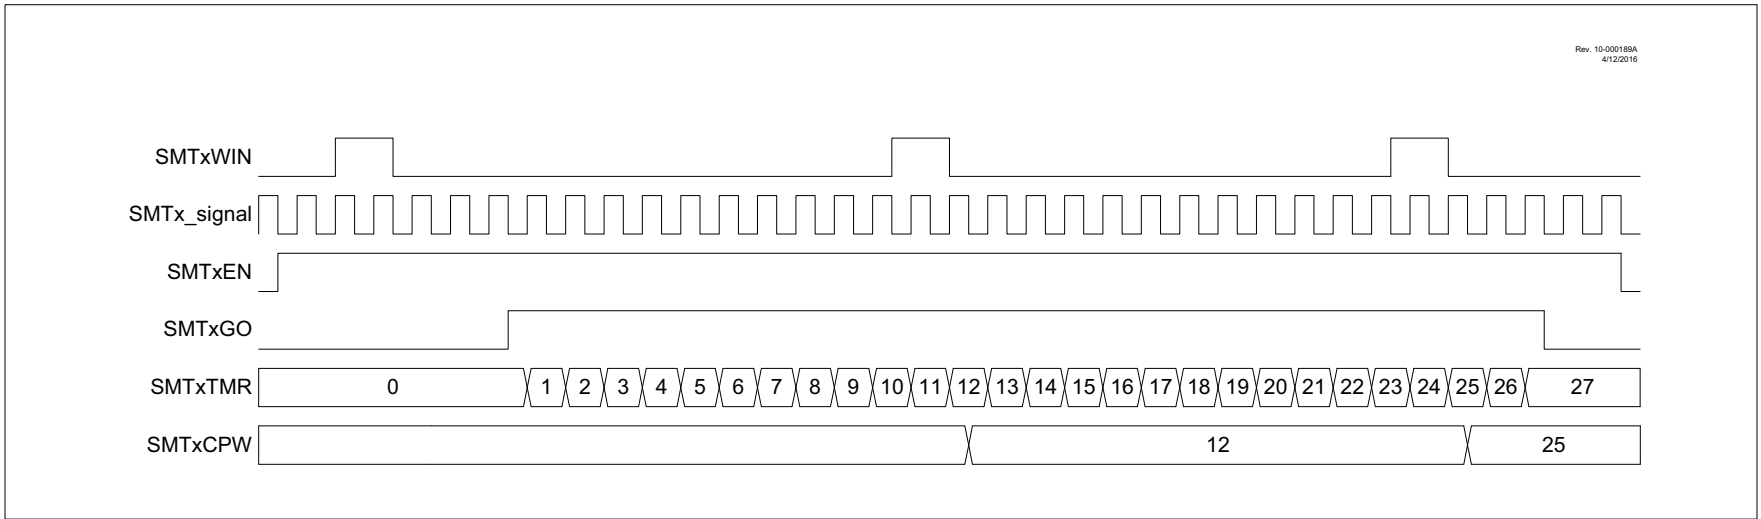 Rev. 10-000189A
4/12/2016
SMTxWIN
SMTx_signal
SMTxEN
SMTxGO
SMTxTMR 0 1 2 3 4 5 6 7 8 9 10 11 12 13 14 15 16 17 18 19 20 21 22 23 24 25 26 27
SMTxCPW 12 25